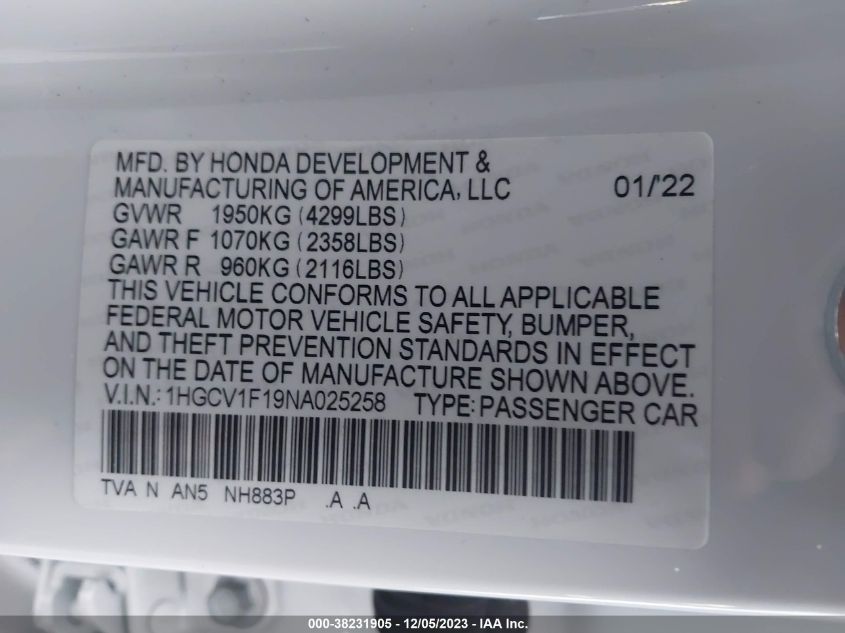 MFD. BY HONDA DEVELOPMENT &
MANUFACTURING OF AMERICA, LLC 01/'22
GVWR 1950KG (4299LBS)
GAWR F 1070KG (2358LBS)
GAWR R 960KG (2116LBS)
THIS VEHICLE CONFORMS TO ALL APPLICABLE
FEDERAL MOTOR VEHICLE SAFETY, BUMPER,
AND THEFT PREVENTION STANDARDS IN EFFECT
ON THE DATE OF MANUFACTURE SHOWN ABOVE.
V.I.N.: 1HGCV1F19NA025258 TYPE: PASSENGER CAR
TVA N AN5 NH883P .A .A
000-38231905 - 12/05/2023 - IAA Inc.